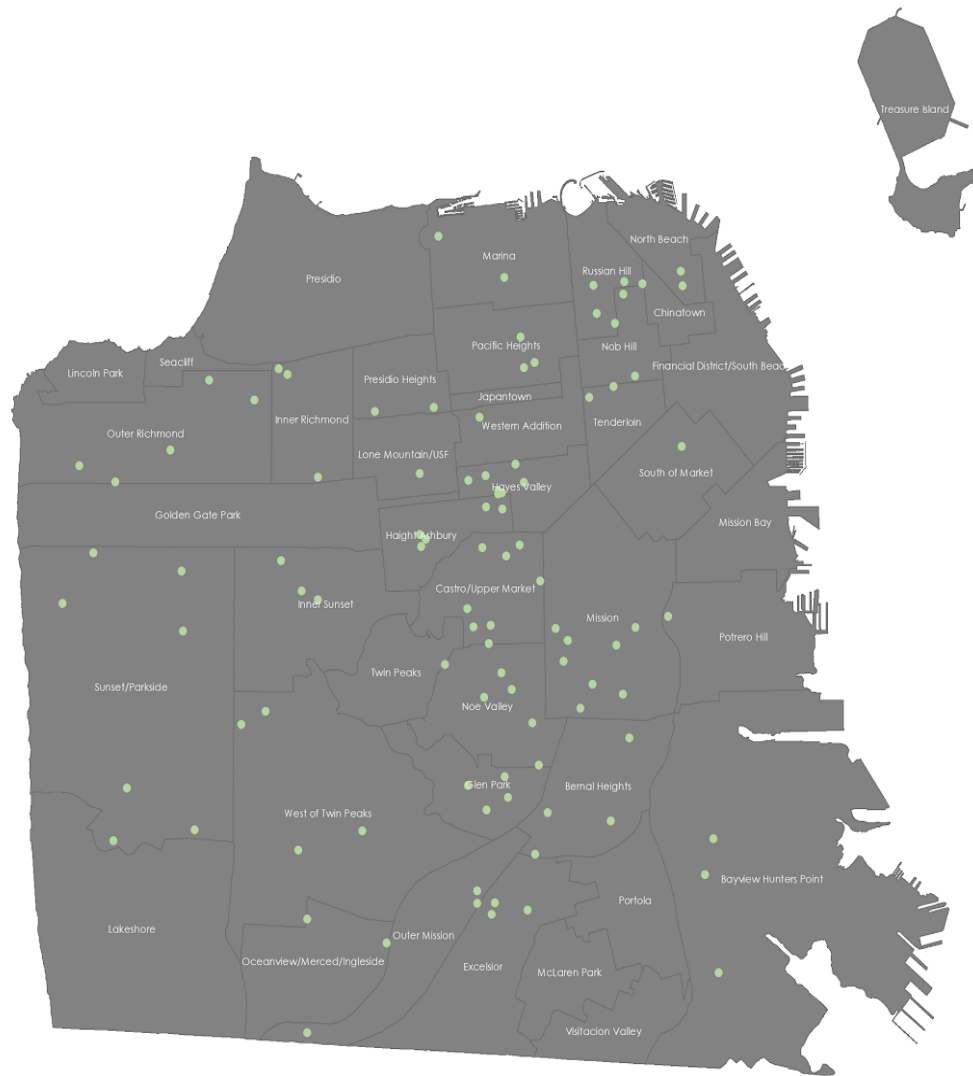 Treasure Island
North Beach
Marina
Russian Hill
Presidio
Chinatown
Pacific Heights
Nob Hill
Seacliff
Financial District/South Beac
Lincoln Park
Presidio Heights
Japantown
Inner Richmond
Tenderloin
Western Addition
Outer Richmond
Lone Mountain/USF
South of Market
Hayes Valley
Golden Gate Park
Mission Bay
Haight Ashbury
Castro/Upper Market
Inner Sunset
Mission
Potrero Hill
Twin Peaks
Sunset/Parkside
Noe Valley
Glen Park
Bernal Heights
West of Twin Peaks
Bayview Hunters Point
Portola
Lakeshore
Outer Mission
Oceanview/Merced/Ingleside
Excelsior
McLaren Park
Visitacion Valley